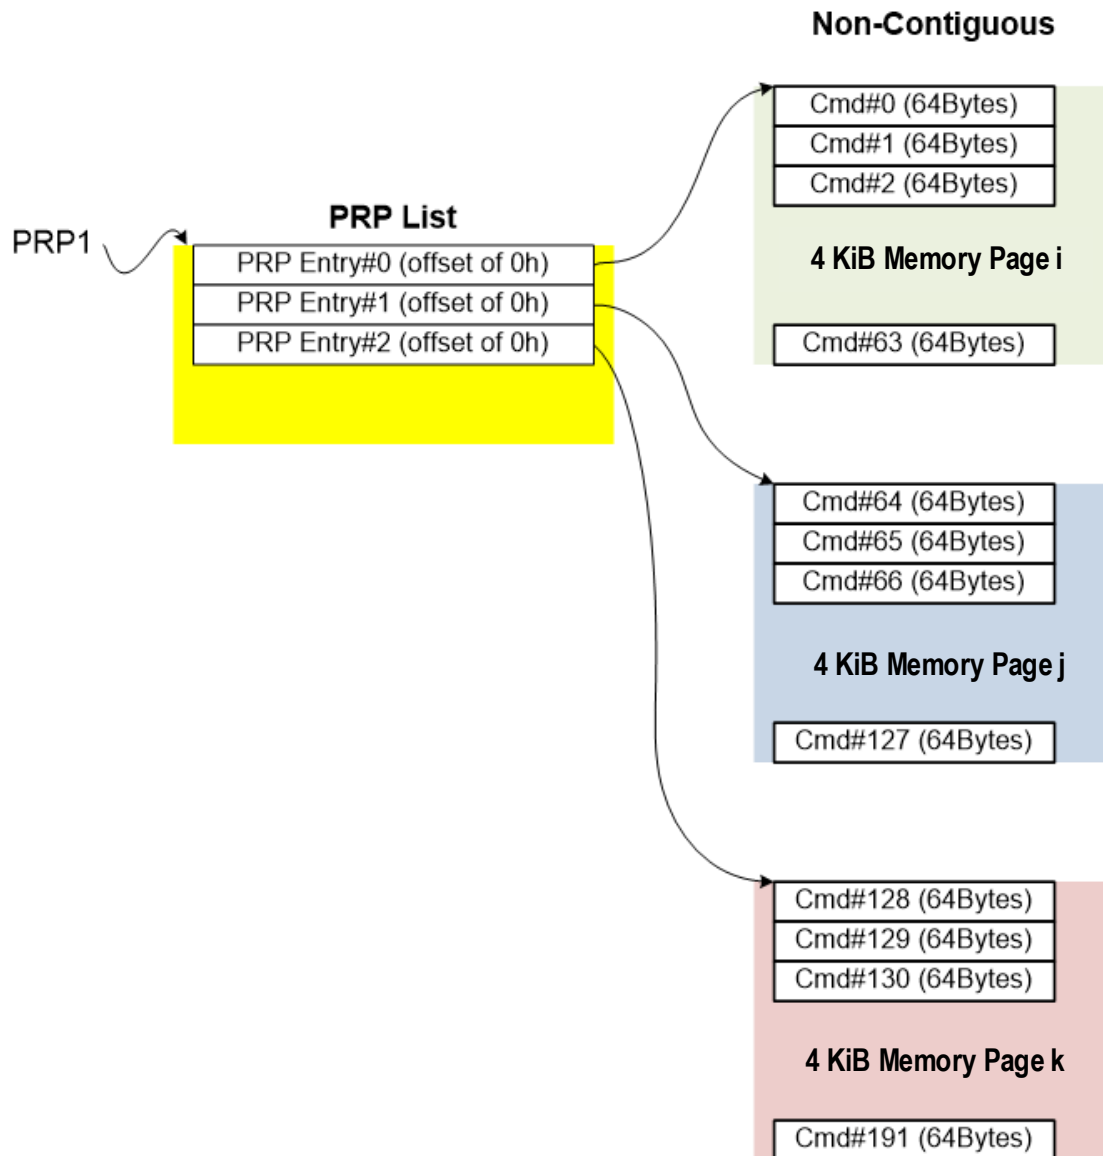 Non-Contiguous
Cmd#0 (64Bytes)
Cmd#1 (64Bytes)
Cmd#2 (64Bytes)
4 KiB Memory Page i
Cmd#63 (64Bytes)
PRP1
PRP List
PRP Entry#0 (offset of 0h)
PRP Entry#1 (offset of 0h)
PRP Entry#2 (offset of 0h)
Cmd#64 (64Bytes)
Cmd#65 (64Bytes)
Cmd#66 (64Bytes)
4 KiB Memory Page j
Cmd#127 (64Bytes)
Cmd#128 (64Bytes)
Cmd#129 (64Bytes)
Cmd#130 (64Bytes)
4 KiB Memory Page k
Cmd#191 (64Bytes)